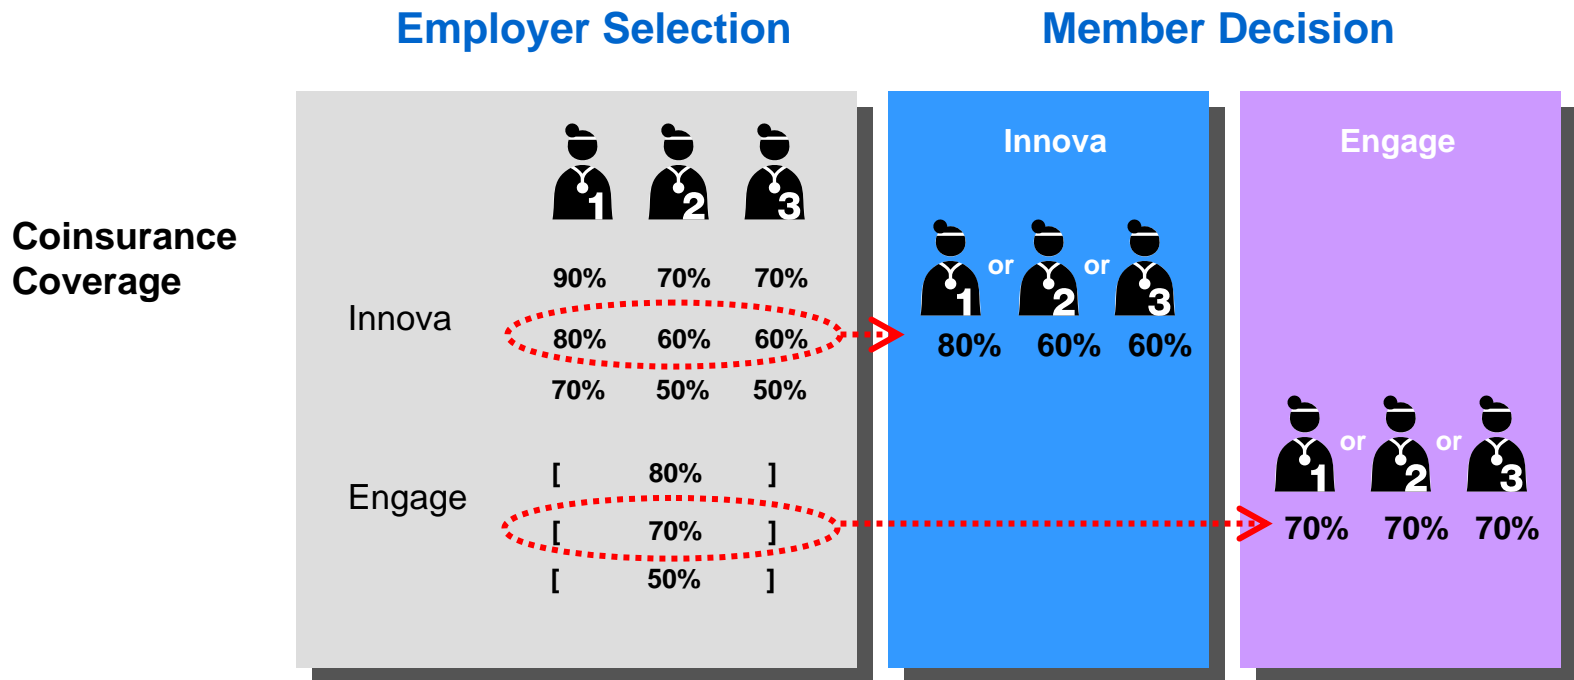 Employer Selection
Member Decision
Coinsurance
Coverage
1 2 3
Innova
90% 70% 70%
80% 60% 60%
70% 50% 50%
Engage
[ 80% ]
[ 70% ]
[ 50% ]
Innova
1 or 2 or 3
80% 60% 60%
Engage
1 or 2 or 3
70% 70% 70%